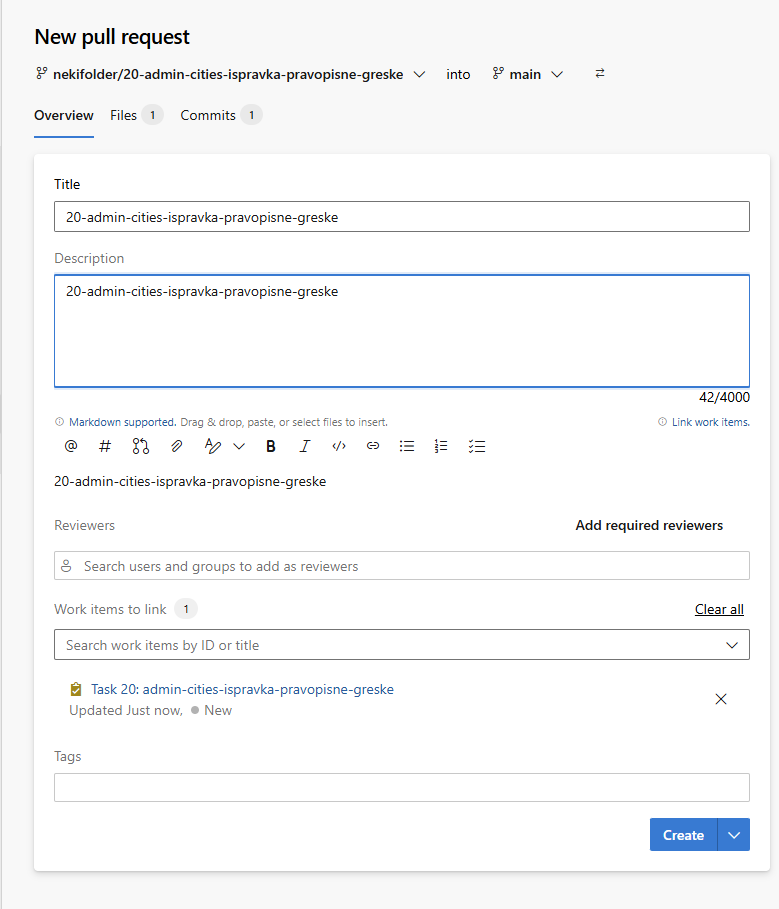 New pull request
nekifolder/20-admin-cities-ispravka-pravopisne-greske into main
Overview Files 1 Commits 1
Title
20-admin-cities-ispravka-pravopisne-greske
Description
20-admin-cities-ispravka-pravopisne-greske
42/4000
Markdown supported. Drag & drop, paste, or select files to insert. Link work items.
20-admin-cities-ispravka-pravopisne-greske
Reviewers Add required reviewers
Search users and groups to add as reviewers
Work items to link 1 Clear all
Search work items by ID or title
Task 20: admin-cities-ispravka-pravopisne-greske
Updated Just now, New
Tags
Create